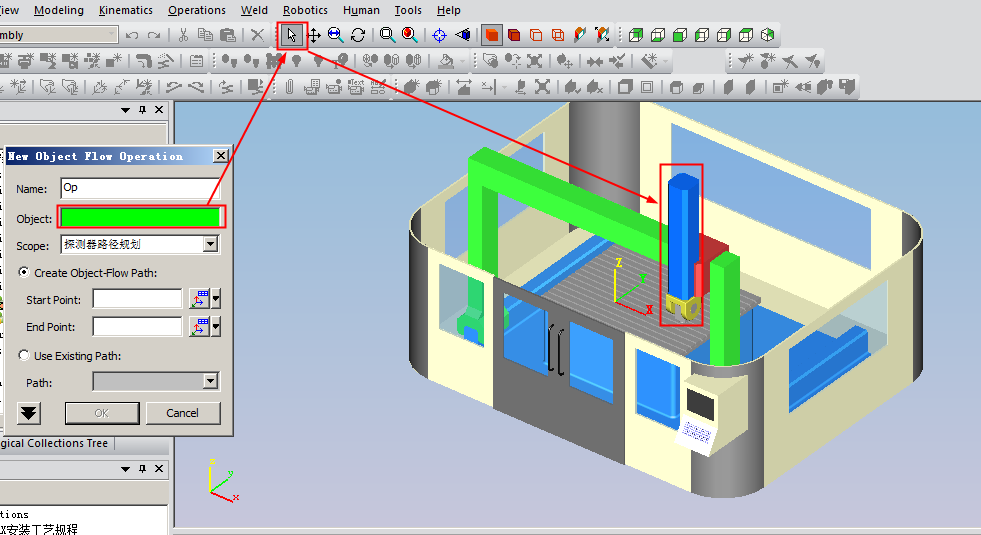 iew Modeling Kinematics Operations Weld Robotics Human Tools Help
mbly
New Object Flow Operation
Name: Op
Object:
Scope: 探测器路径规划
Create Object-Flow Path:
Start Point:
End Point:
Use Existing Path:
Path:
OK Cancel
gical Collections Tree
tions
X安装工艺规程
Z
Y
X
z
y
x